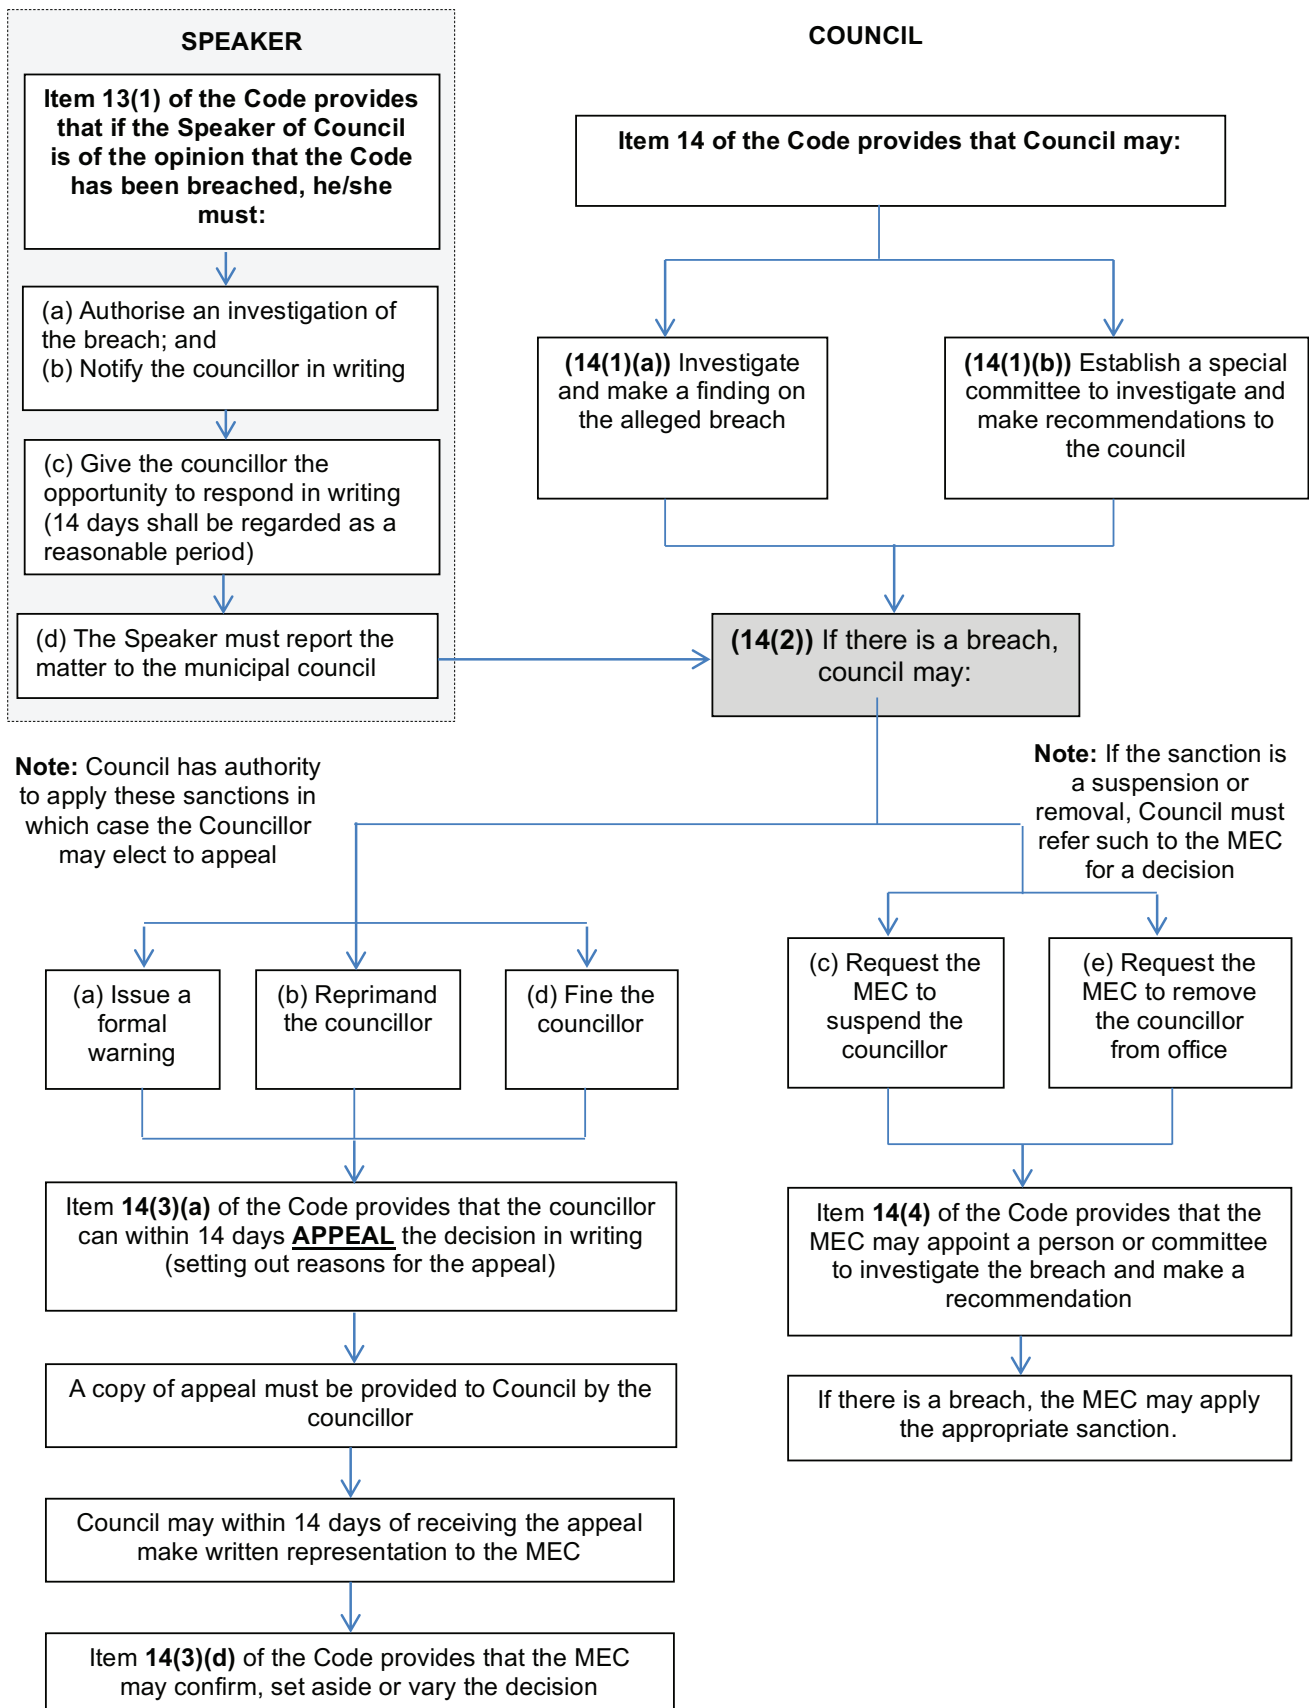 SPEAKER
Item 13(1) of the Code provides
that if the Speaker of Council
is of the opinion that the Code
has been breached, he/she
must:
(a) Authorise an investigation of
the breach; and
(b) Notify the councillor in writing
(c) Give the councillor the
opportunity to respond in writing
(14 days shall be regarded as a
reasonable period)
(d) The Speaker must report the
matter to the municipal council
COUNCIL
Item 14 of the Code provides that Council may:
(14(1)(a)) Investigate
and make a finding on
the alleged breach
(14(1)(b)) Establish a special
committee to investigate and
make recommendations to
the council
(14(2)) If there is a breach,
council may:
Note: Council has authority
to apply these sanctions in
which case the Councillor
may elect to appeal
Note: If the sanction is
a suspension or
removal, Council must
refer such to the MEC
for a decision
(a) Issue a
formal
warning
(b) Reprimand
the councillor
(d) Fine the
councillor
(c) Request the
MEC to
suspend the
councillor
(e) Request the
MEC to remove
the councillor
from office
Item 14(3)(a) of the Code provides that the councillor
can within 14 days APPEAL the decision in writing
(setting out reasons for the appeal)
A copy of appeal must be provided to Council by the
councillor
Council may within 14 days of receiving the appeal
make written representation to the MEC
Item 14(3)(d) of the Code provides that the MEC
may confirm, set aside or vary the decision
Item 14(4) of the Code provides that the
MEC may appoint a person or committee
to investigate the breach and make a
recommendation
If there is a breach, the MEC may apply
the appropriate sanction.